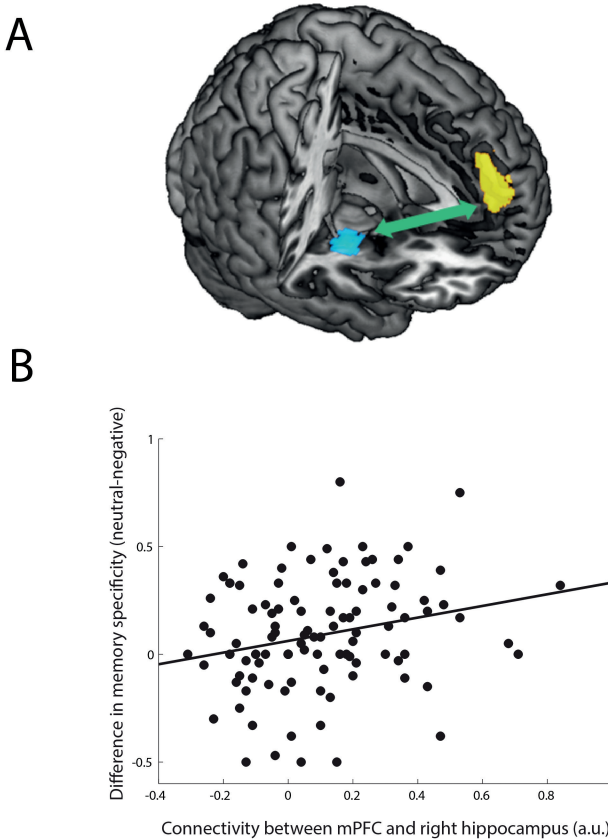 A
B
Difference in memory specificity (neutral-negative)
1
0.5
0
-0.5
-0.4
-0.2
0
0.2
0.4
0.6
0.8
Connectivity between mPFC and right hippocampus (a.u.)